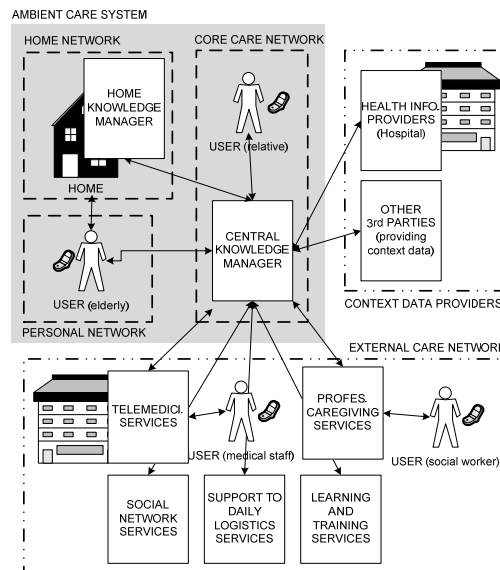 AMBIENT CARE SYSTEM
HOME NETWORK
CORE CARE NETWORK
HOME
KNOWLEDGE
MANAGER
HOME
USER (relative)
HEALTH INFO.
PROVIDERS
(Hospital)
OTHER
3rd PARTIES
(providing
context data)
CONTEXT DATA PROVIDERS
CENTRAL
KNOWLEDGE
MANAGER
USER (elderly)
PERSONAL NETWORK
EXTERNAL CARE NETWORK
TELEMEDICI.
SERVICES
USER (medical staff)
PROFES.
CAREGIVING
SERVICES
USER (social worker)
SOCIAL
NETWORK
SERVICES
SUPPORT TO
DAILY
LOGISTICS
SERVICES
LEARNING
AND
TRAINING
SERVICES